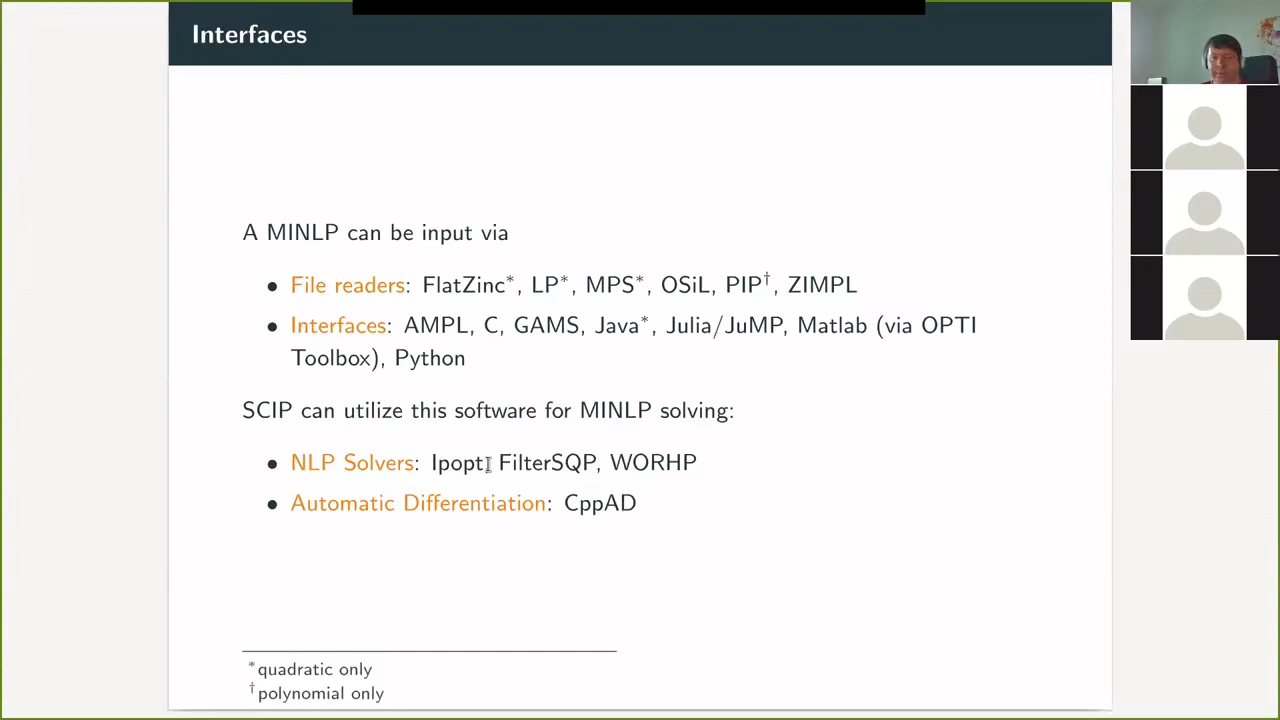 Interfaces
A MINLP can be input via
• File readers: FlatZinc*, LP*, MPS*, OSiL, PIP†, ZIMPL
• Interfaces: AMPL, C, GAMS, Java*, Julia/JuMP, Matlab (via OPTI
Toolbox), Python
SCIP can utilize this software for MINLP solving:
• NLP Solvers: Ipopt, FilterSQP, WORHP
• Automatic Differentiation: CppAD
*quadratic only
†polynomial only